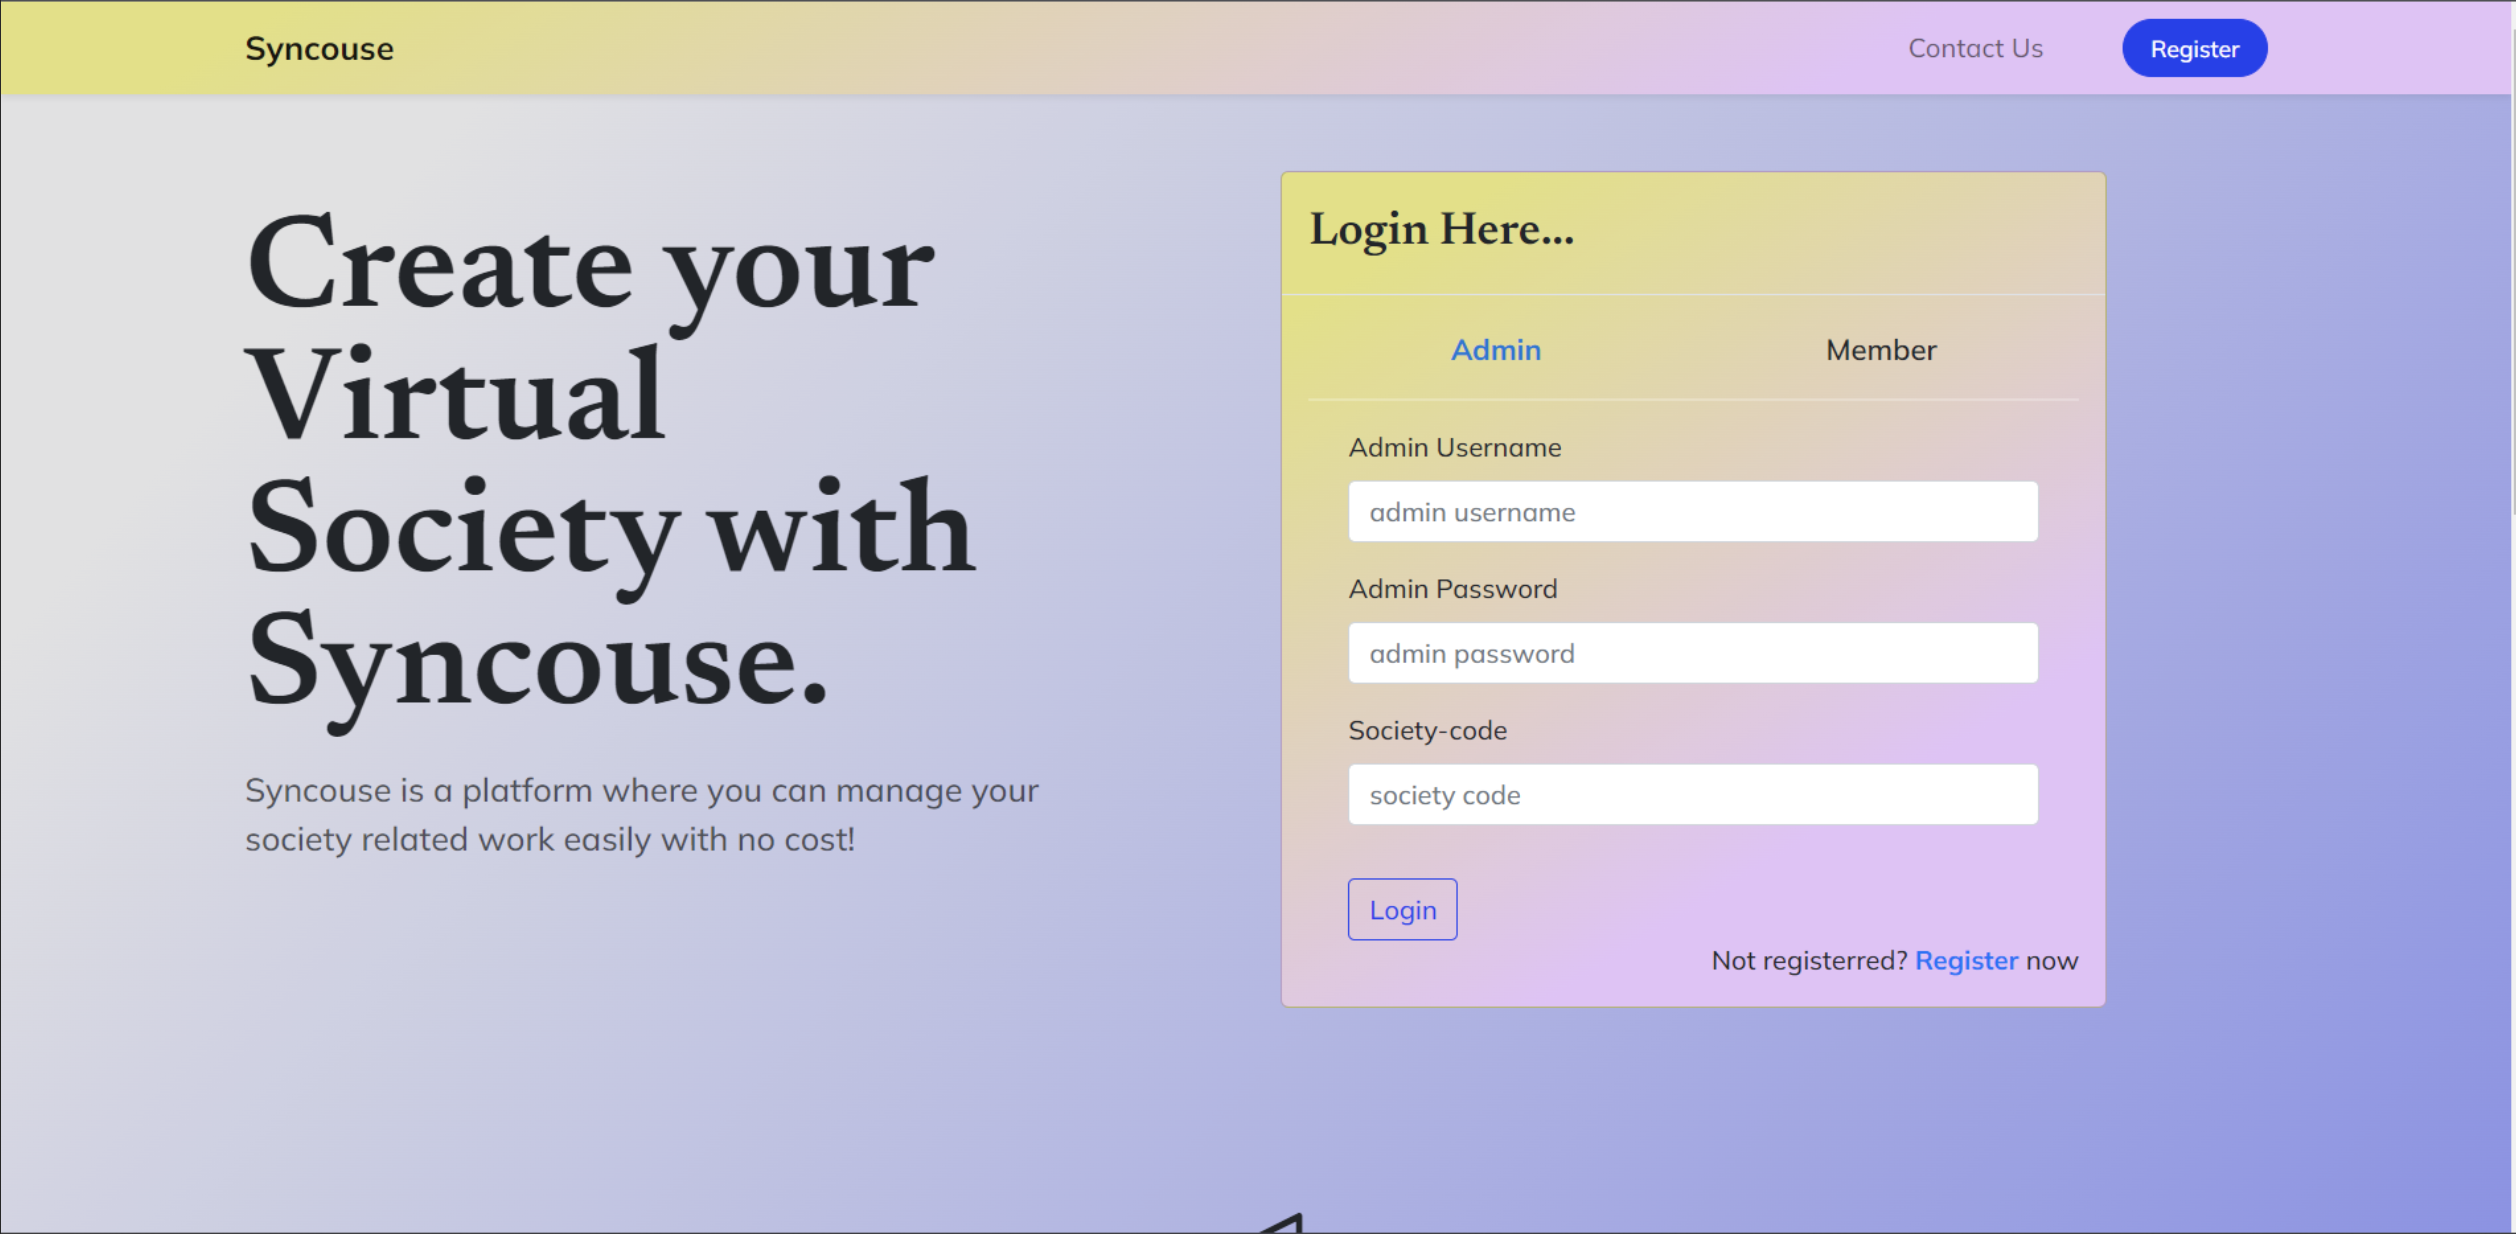 Syncouse
Contact Us
Register
Create your
Virtual
Society with
Syncouse.
Syncouse is a platform where you can manage your
society related work easily with no cost!
Login Here...
Admin
Member
Admin Username
admin username
Admin Password
admin password
Society-code
society code
Login
Not registerred? Register now